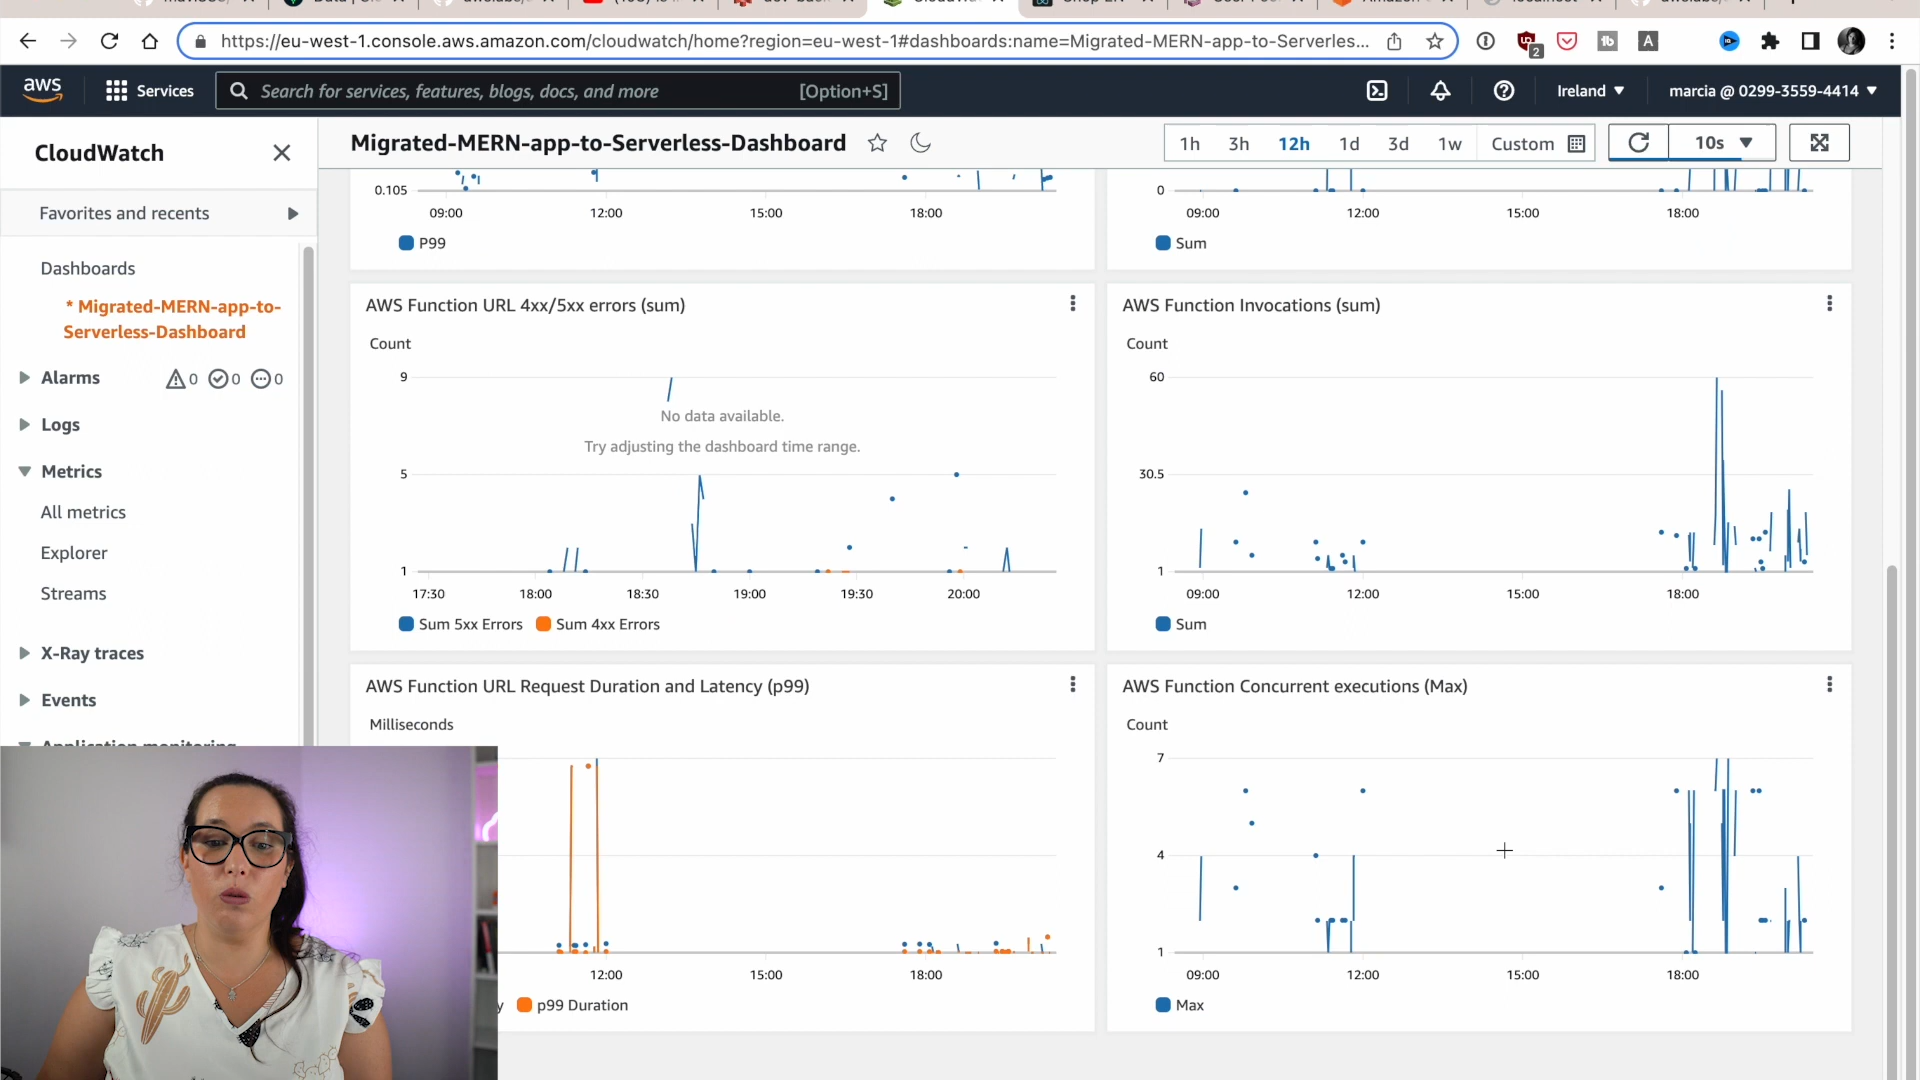 https://eu-west-1.console.aws.amazon.com/cloudwatch/home?region=eu-west-1#dashboards:name=Migrated-MERN-app-to-Serverles...
2
aws
Services
Search for services, features, blogs, docs, and more
[Option+S]
Ireland
marcia @ 0299-3559-4414
CloudWatch
Favorites and recents
Dashboards
* Migrated-MERN-app-to-
Serverless-Dashboard
Alarms
0
0
0
Logs
Metrics
All metrics
Explorer
Streams
X-Ray traces
Events
Application monitoring
Migrated-MERN-app-to-Serverless-Dashboard
1h
3h
12h
1d
3d
1w
Custom
10s
0.105
09:00 12:00 15:00 18:00
P99
0
09:00 12:00 15:00 18:00
Sum
AWS Function URL 4xx/5xx errors (sum)
Count
9
No data available.
Try adjusting the dashboard time range.
5
1
17:30 18:00 18:30 19:00 19:30 20:00
Sum 5xx Errors Sum 4xx Errors
AWS Function Invocations (sum)
Count
60
30.5
1
09:00 12:00 15:00 18:00
Sum
AWS Function URL Request Duration and Latency (p99)
Milliseconds
12:00 15:00 18:00
y p99 Duration
AWS Function Concurrent executions (Max)
Count
7
4
1
09:00 12:00 15:00 18:00
Max